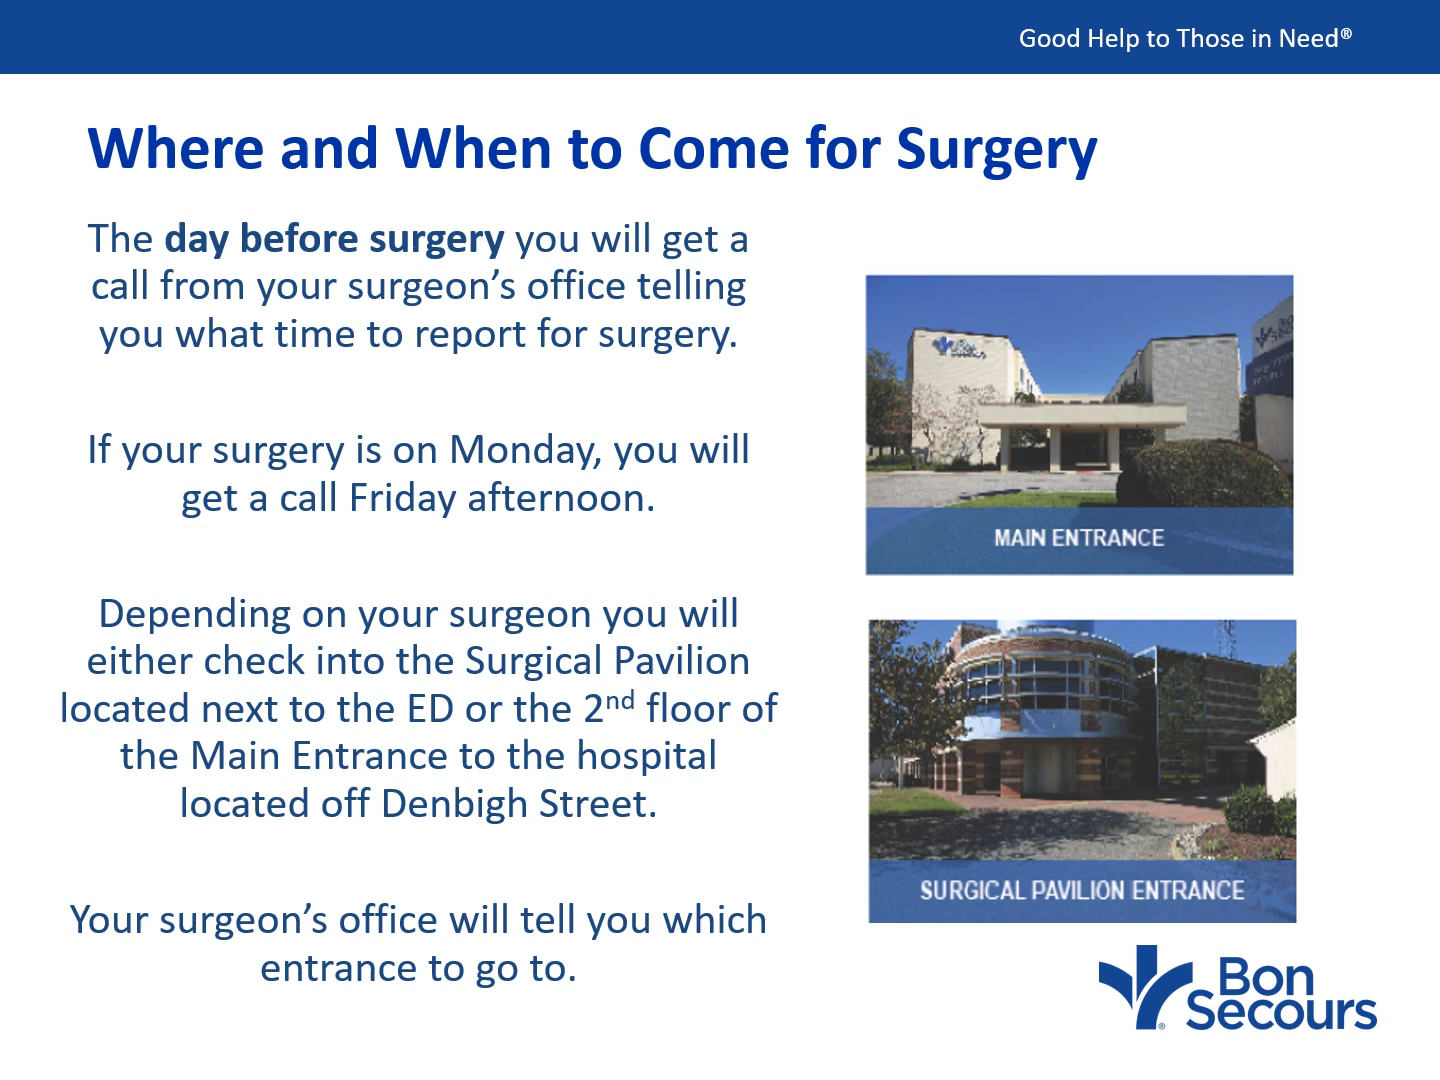 Good Help to Those in Need®
Where and When to Come for Surgery
The day before surgery you will get a
call from your surgeon’s office telling
you what time to report for surgery.
If your surgery is on Monday, you will
get a call Friday afternoon.
Depending on your surgeon you will
either check into the Surgical Pavilion
located next to the ED or the 2nd floor of
the Main Entrance to the hospital
located off Denbigh Street.
Your surgeon’s office will tell you which
entrance to go to.
MAIN ENTRANCE
SURGICAL PAVILION ENTRANCE
Bon
Secours®